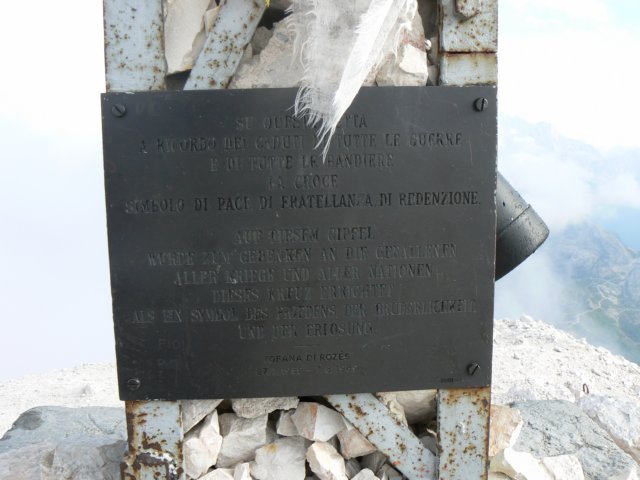 SU QUESTA VETTA
A RICORDO DEI CADUTI DI TUTTE LE GUERRE
E DI TUTTE LE BANDIERE
LA CROCE
SIMBOLO DI PACE DI FRATELLANZA DI REDENZIONE.
AUF DIESEM GIPFEL
WURDE ZUM GEDENKEN AN DIE GEFALLENEN
ALLER KRIEGE UND ALLER NATIONEN
DIESES KREUZ ERRICHTET
ALS EIN SYMBOL DES FRIEDENS, DER BRÜDERLICHKEIT
UND DER ERLÖSUNG.
TOFANA DI ROZES